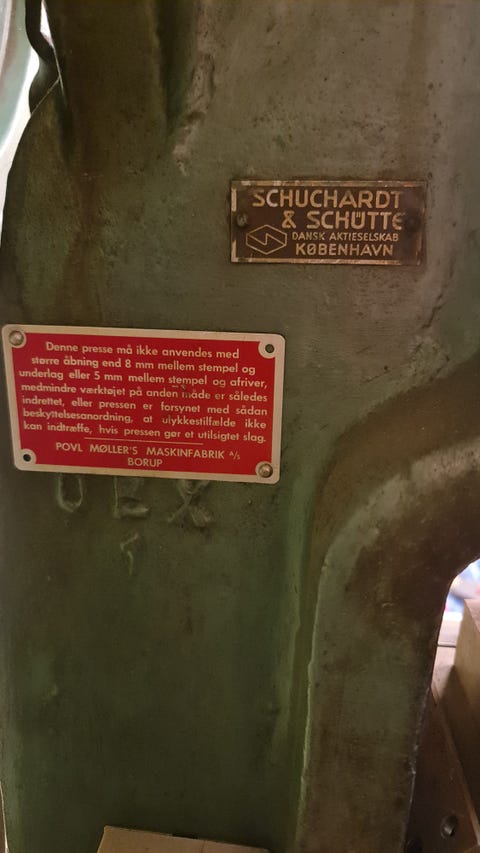 SCHUCHARDT
& SCHÜTTE
DANSK AKTIESELSKAB
KØBENHAVN
Denne presse må ikke anvendes med
større åbning end 8 mm mellem stempel og
underlag eller 5 mm mellem stempel og afriver,
medmindre værktøjet på anden måde er således
indrettet, eller pressen er forsynet med sådan
beskyttelsesanordning, at ulykkestilfælde ikke
kan indtræffe, hvis pressen gør et utilsigtet slag.
POVL MØLLER'S MASKINFABRIK A/S
BORUP